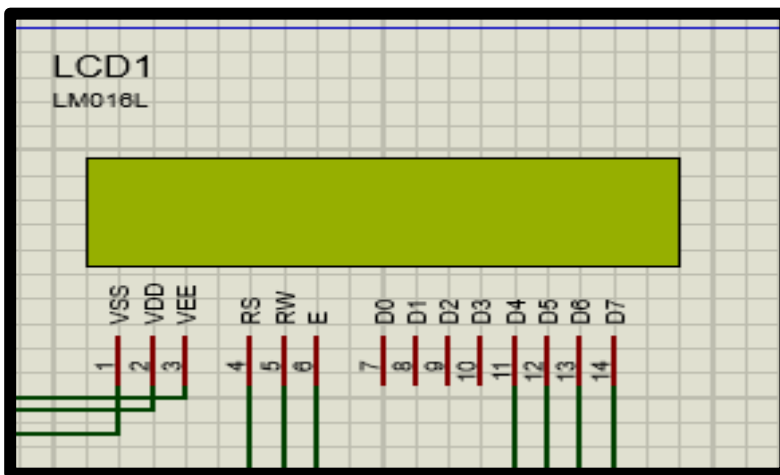 LCD1
LM016L
VSS VDD VEE RS RW E D0 D1 D2 D3 D4 D5 D6 D7
1 2 3 4 5 6 7 8 9 10 11 12 13 14